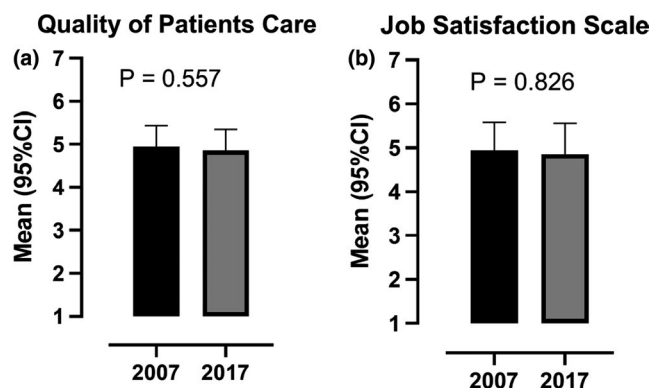 Quality of Patients Care
(a)
P = 0.557
Mean (95%CI)
7
6
5
4
3
2
1
2007 2017
Job Satisfaction Scale
(b)
P = 0.826
Mean (95%CI)
7
6
5
4
3
2
1
2007 2017